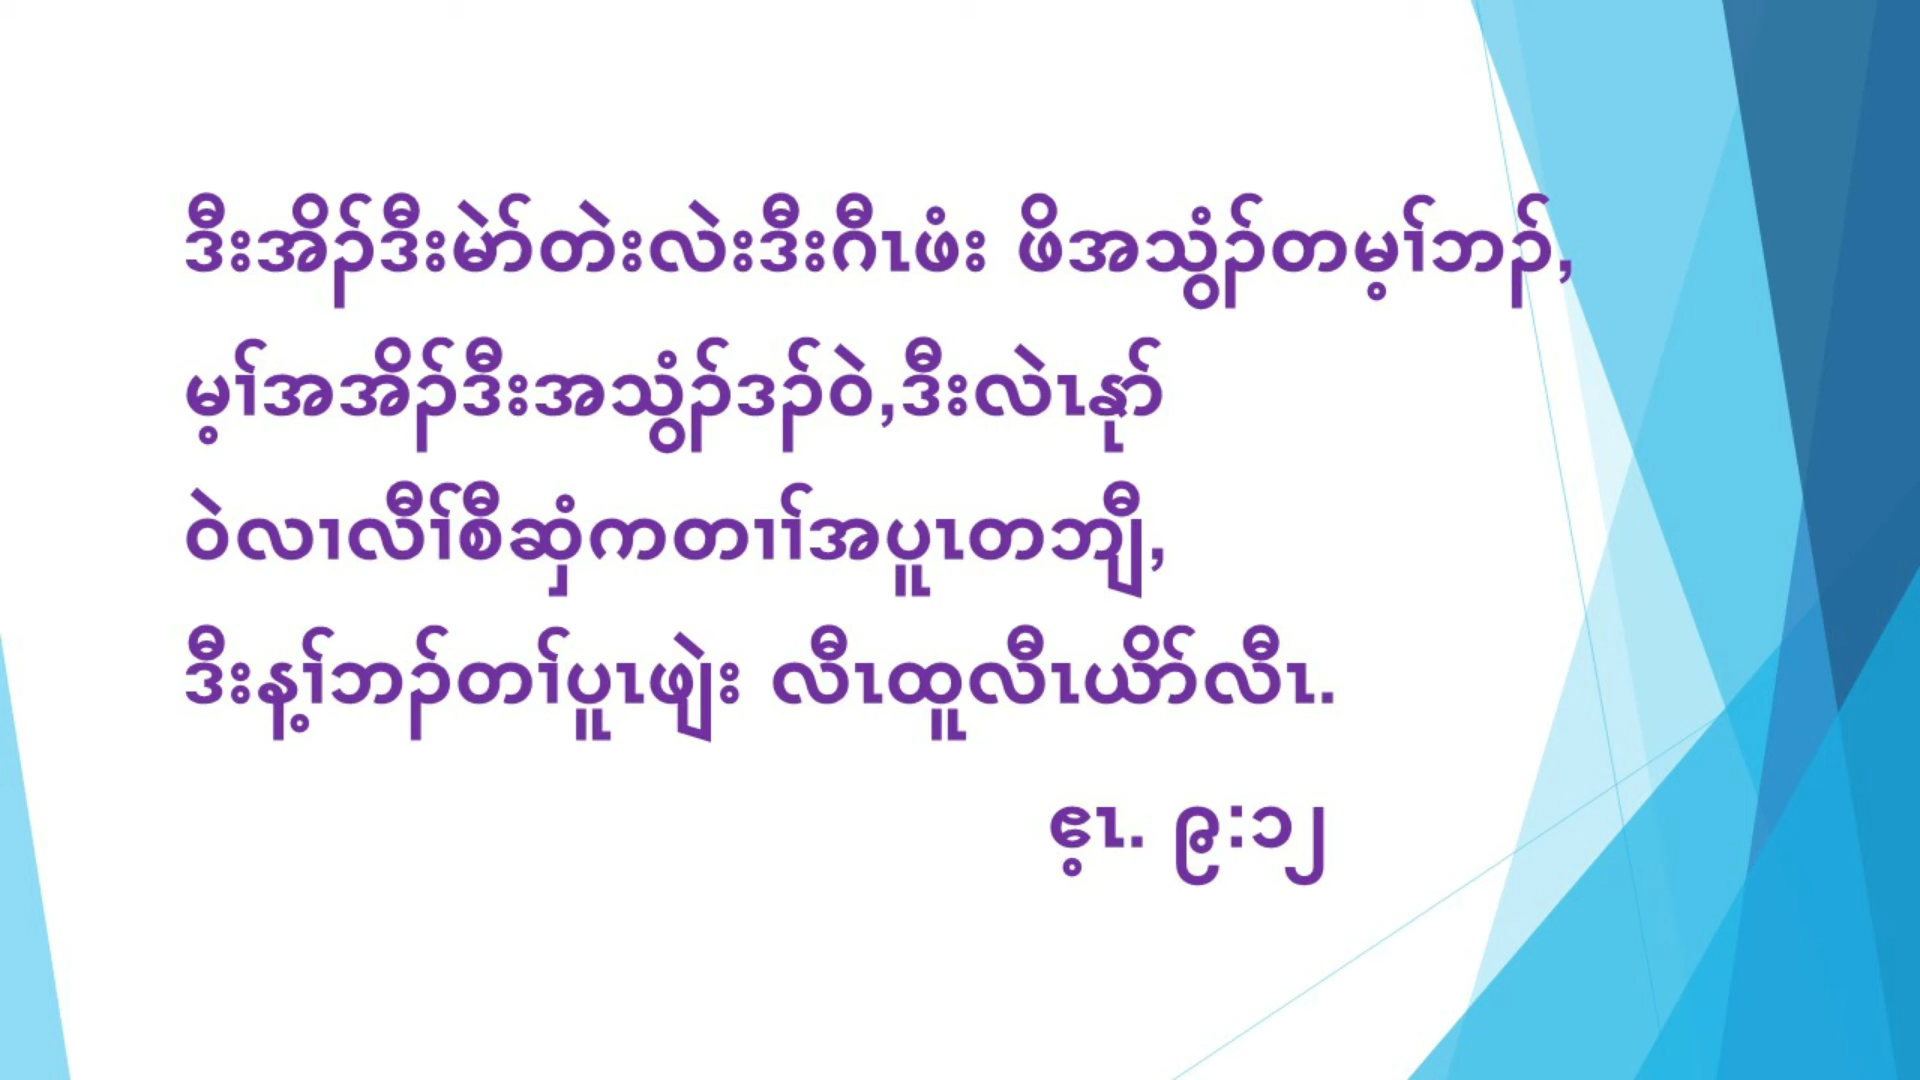 ဒီးအိၣ်ဒီးမဲာ်တဲးလဲးဒီးဂီၤဖံး ဖိအသွံၣ်တမ့ၢ်ဘၣ်,
မ့ၢ်အအိၣ်ဒီးအသွံၣ်ဒၣ်ဝဲ,ဒီးလဲၤနုာ်
ဝဲလၢလီၢ်စီဆှံကတၢၢ်အပူၤတဘျီ,
ဒီးန့ၢ်ဘၣ်တၢ်ပူၤဖျဲး လီၤထူလီၤယိာ်လီၤ.
ဧ့ၤ. ၉:၁၂